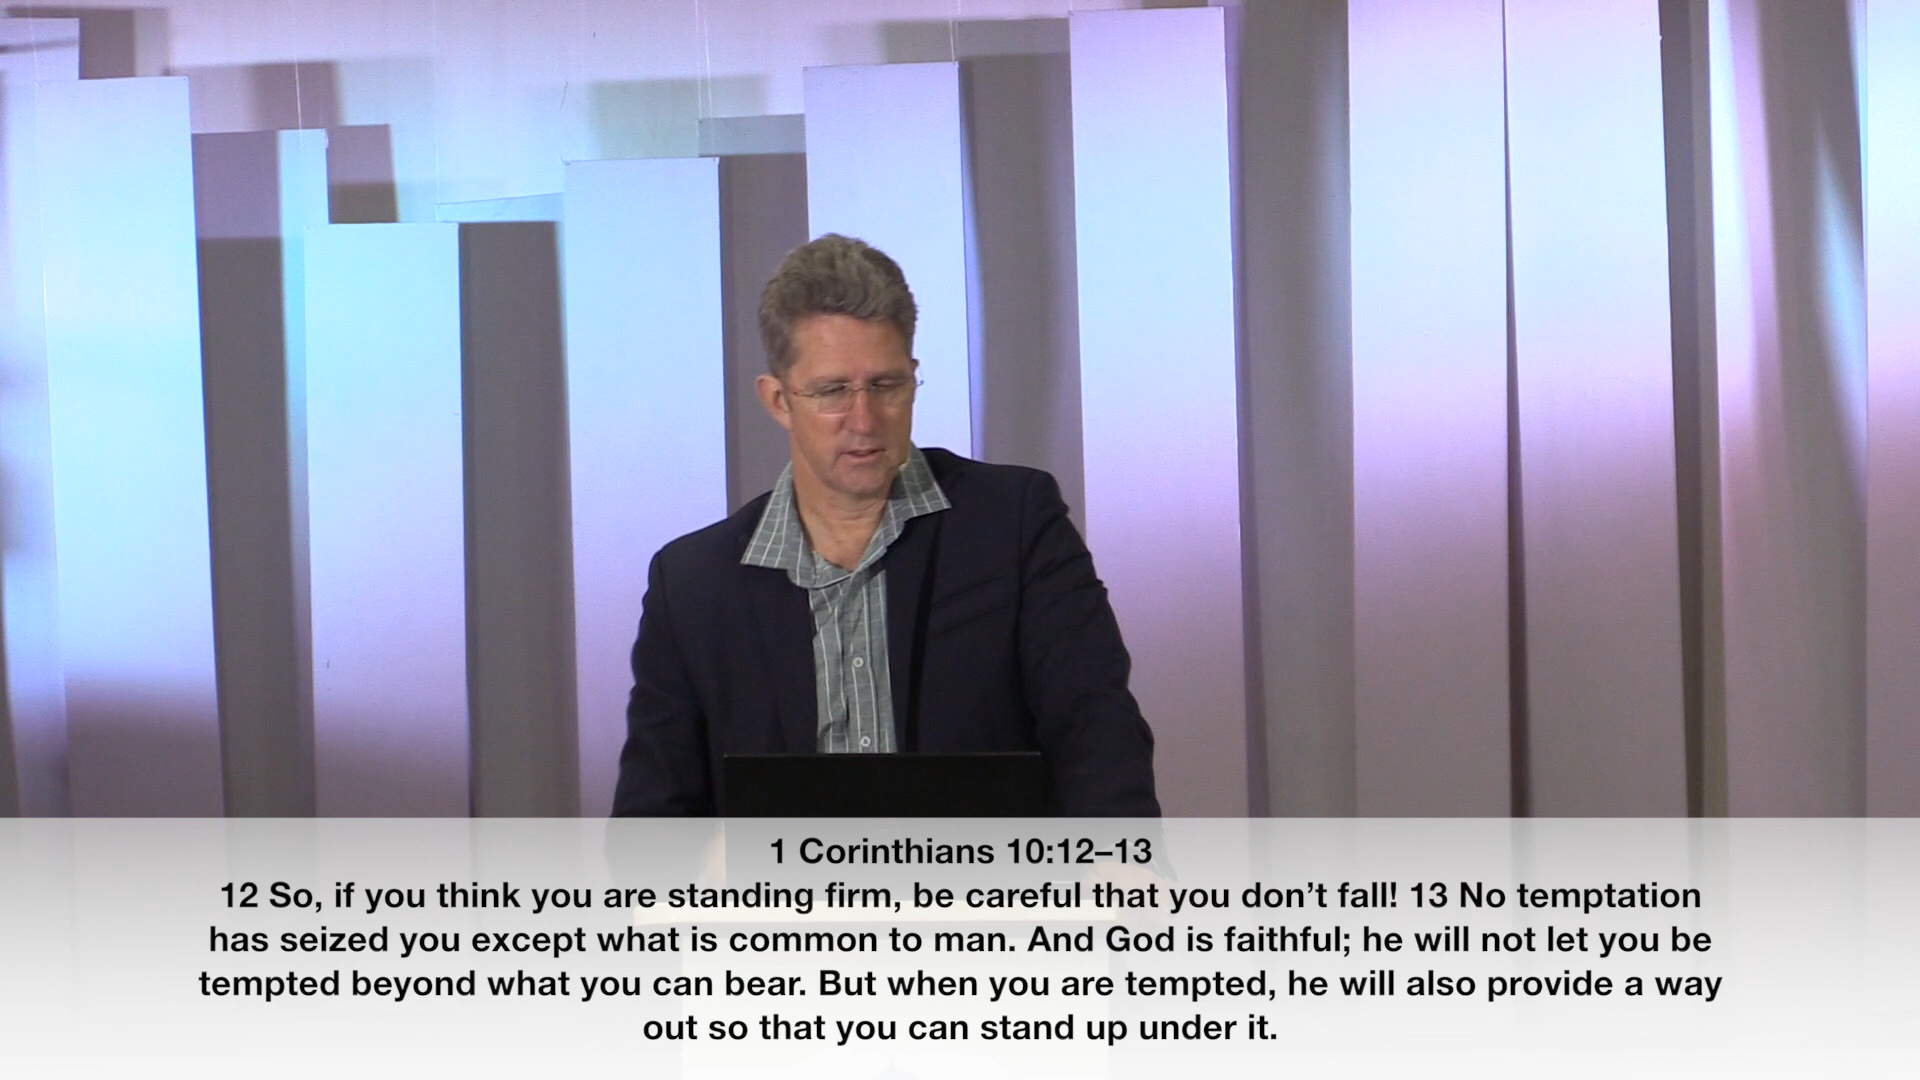 1 Corinthians 10:12–13
12 So, if you think you are standing firm, be careful that you don’t fall! 13 No temptation
has seized you except what is common to man. And God is faithful; he will not let you be
tempted beyond what you can bear. But when you are tempted, he will also provide a way
out so that you can stand up under it.